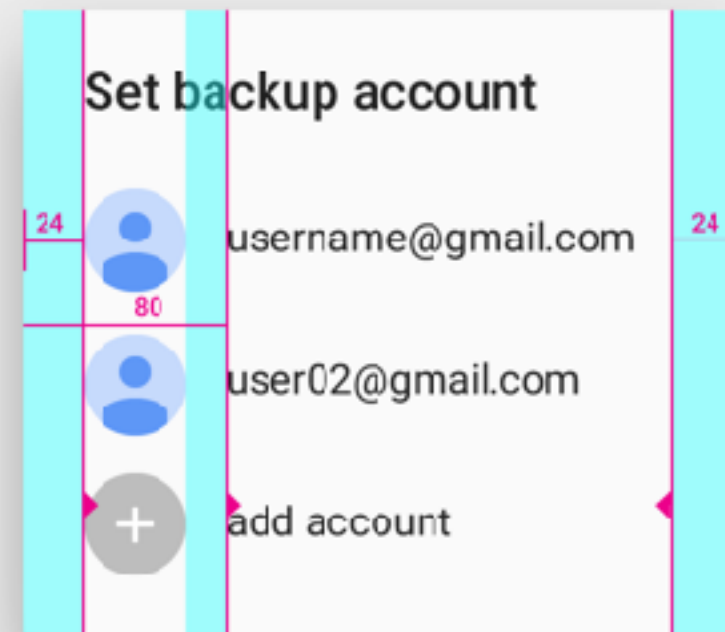 Set backup account
24
username@gmail.com
24
80
user02@gmail.com
add account